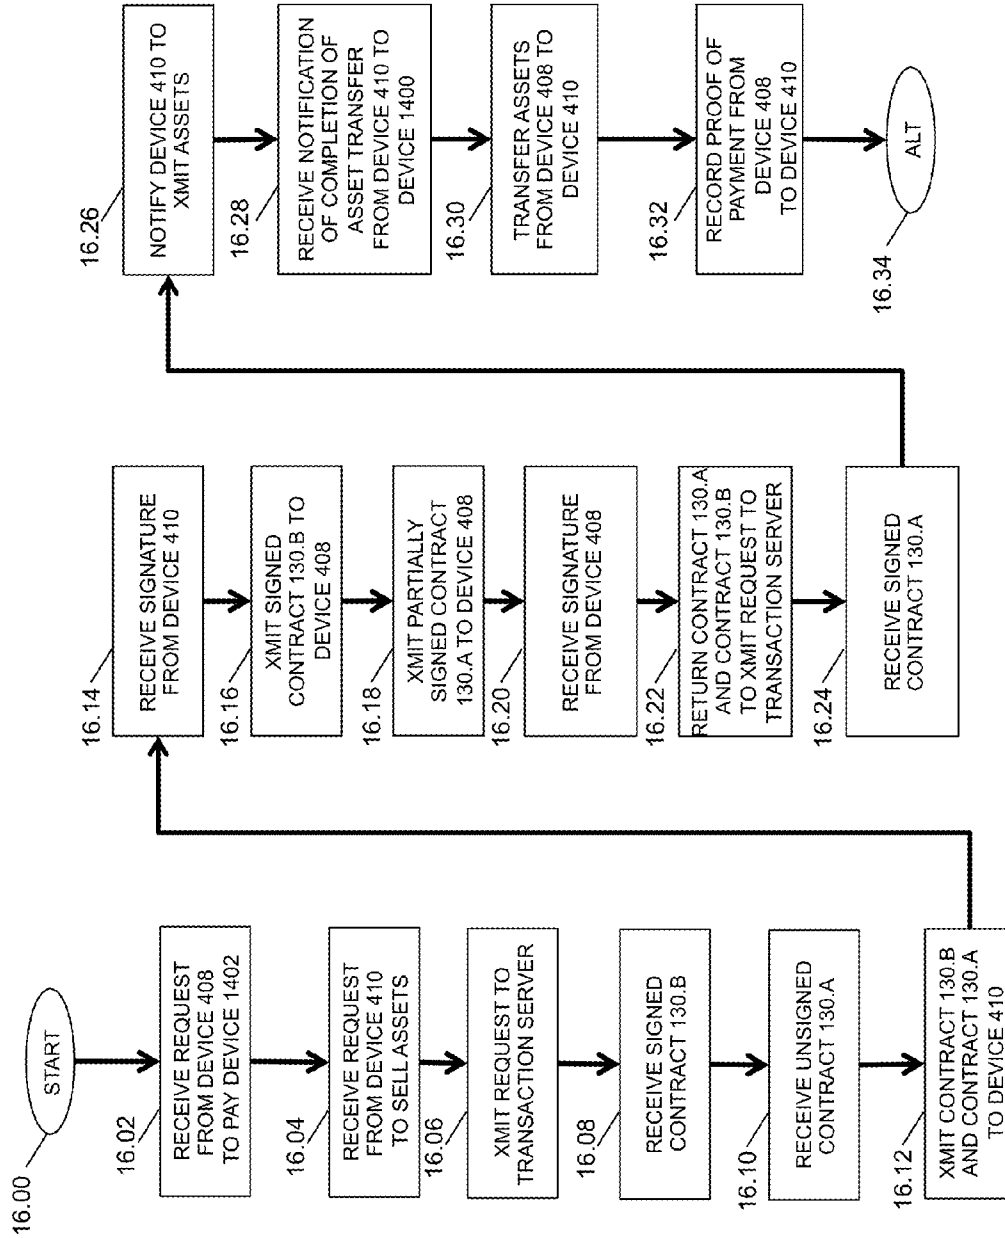 16.00
START
16.02
RECEIVE REQUEST
FROM DEVICE 408
TO PAY DEVICE 1402
16.04
RECEIVE REQUEST
FROM DEVICE 410
TO SELL ASSETS
16.06
XMIT REQUEST TO
TRANSACTION SERVER
16.08
RECEIVE SIGNED
CONTRACT 130.B
16.10
RECEIVE UNSIGNED
CONTRACT 130.A
16.12
XMIT CONTRACT 130.B
AND CONTRACT 130.A
TO DEVICE 410
16.14
RECEIVE SIGNATURE
FROM DEVICE 410
16.16
XMIT SIGNED
CONTRACT 130.B TO
DEVICE 408
16.18
XMIT PARTIALLY
SIGNED CONTRACT
130.A TO DEVICE 408
16.20
RECEIVE SIGNATURE
FROM DEVICE 408
16.22
RETURN CONTRACT 130.A
AND CONTRACT 130.B
TO XMIT REQUEST TO
TRANSACTION SERVER
16.24
RECEIVE SIGNED
CONTRACT 130.A
16.26
NOTIFY DEVICE 410 TO
XMIT ASSETS
16.28
RECEIVE NOTIFICATION
OF COMPLETION OF
ASSET TRANSFER
FROM DEVICE 410 TO
DEVICE 1400
16.30
TRANSFER ASSETS
FROM DEVICE 408 TO
DEVICE 410
16.32
RECORD PROOF OF
PAYMENT FROM
DEVICE 408
TO DEVICE 410
16.34
ALT